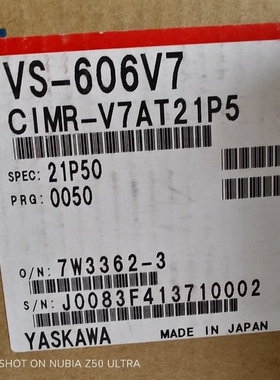 VS-606V7
CIMR-V7AT21P5
SPEC: 21P50
PRG: 0050
O/N: 7W3362-3
S/N: J0083F413710002
YASKAWA MADE IN JAPAN
SHOT ON NUBIA Z50 ULTRA